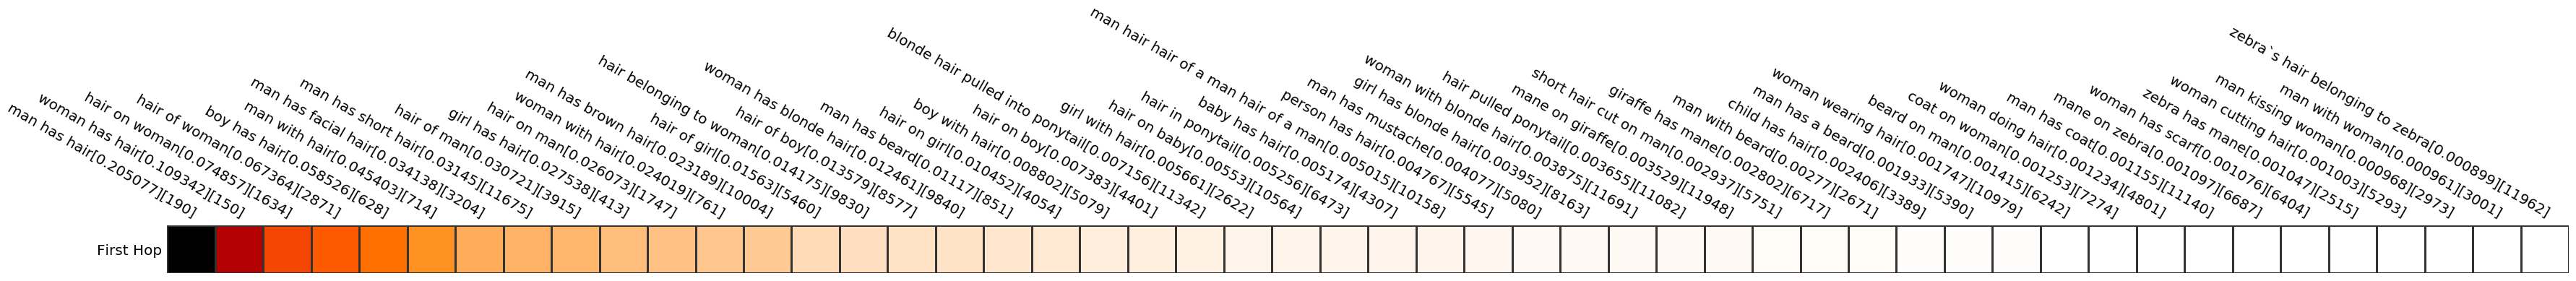 man has hair[0.205077][190]
woman has hair[0.109342][150]
hair on woman[0.074857][1634]
hair of woman[0.067364][2871]
boy has hair[0.058526][628]
man with hair[0.045403][714]
man has facial hair[0.034138][3204]
man has short hair[0.03145][11675]
hair of man[0.030721][3915]
girl has hair[0.027538][413]
hair on man[0.026073][1747]
woman with hair[0.024019][761]
man has brown hair[0.023189][10004]
hair of girl[0.01563][5460]
hair belonging to woman[0.014175][9830]
hair of boy[0.013579][8577]
woman has blonde hair[0.012461][9840]
man has beard[0.01117][851]
hair on girl[0.010452][4054]
boy with hair[0.008802][5079]
hair on boy[0.007383][4401]
blonde hair pulled into ponytail[0.007156][11342]
girl with hair[0.005661][2622]
hair on baby[0.00553][10564]
hair in ponytail[0.005256][6473]
baby has hair[0.005174][4307]
man hair hair of a man hair of a man[0.005015][10158]
person has hair[0.004767][5545]
man has mustache[0.004077][5080]
girl has blonde hair[0.003952][8163]
woman with blonde hair[0.003875][11691]
hair pulled ponytail[0.003655][11082]
mane on giraffe[0.003529][11948]
short hair cut on man[0.002937][5751]
giraffe has mane[0.002802][6717]
man with beard[0.00277][2671]
child has hair[0.002406][3389]
man has a beard[0.001933][5390]
woman wearing hair[0.001747][10979]
beard on man[0.001415][6242]
coat on woman[0.001253][7274]
woman doing hair[0.001234][4801]
man has coat[0.001155][11140]
mane on zebra[0.001097][6687]
woman has scarf[0.001076][6404]
zebra has mane[0.001047][2515]
woman cutting hair[0.001003][5293]
man kissing woman[0.000968][2973]
man with woman[0.000961][3001]
zebra`s hair belonging to zebra[0.000899][11962]
First Hop